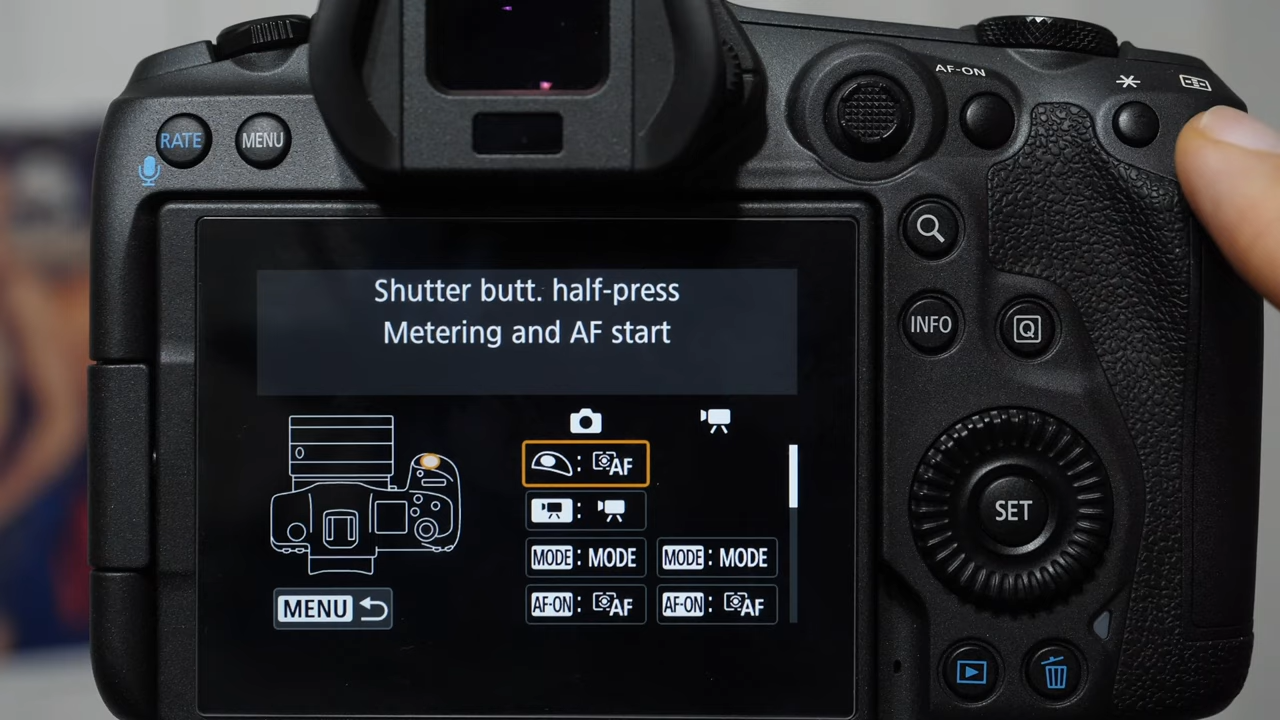 AF-ON
RATE
MENU
Shutter butt. half-press
Metering and AF start
INFO
Q
: AF
:
MODE : MODE
MODE : MODE
AF-ON : AF
AF-ON : AF
MENU
SET